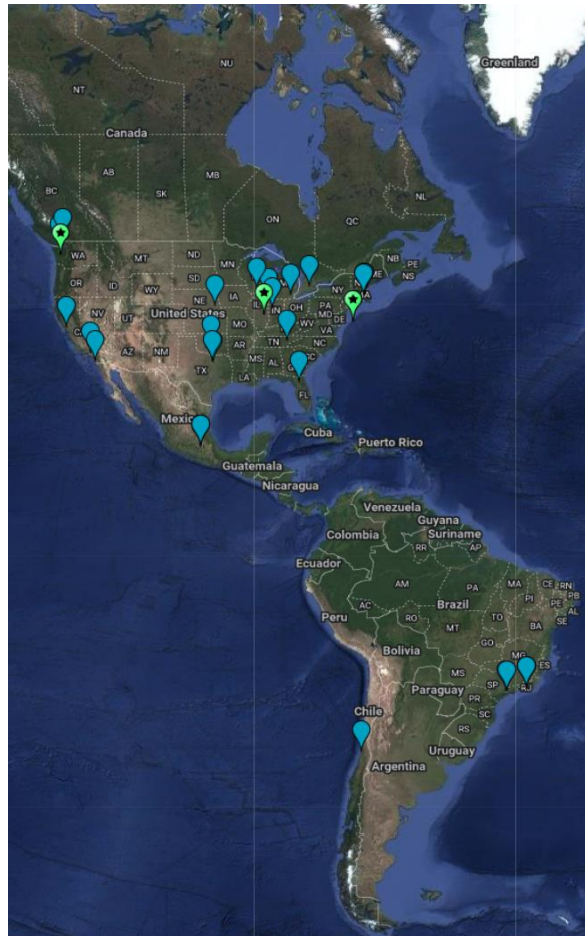 Greenland
NU
NT
Canada
BC
AB
SK
MB
ON
QC
NL
NB
PE
NS
ME
WA
MT
ND
MN
OR
ID
SD
WY
NE
IA
NY
PA
OH
IN
IL
NV
UT
United States
MO
WV
DE
VA
CA
AZ
NM
AR
TN
NC
SC
TX
MS
AL
LA
FL
Mexico
Cuba
Puerto Rico
Guatemala
Nicaragua
Venezuela
Guyana
Suriname
Colombia
RR
AP
Ecuador
AM
PA
MA
CE
RN
PB
PI
PE
AL
SE
AC
RO
Brazil
TO
Peru
MT
BA
GO
Bolivia
MG
ES
MS
SP
RJ
Paraguay
PR
SC
Chile
RS
Uruguay
Argentina